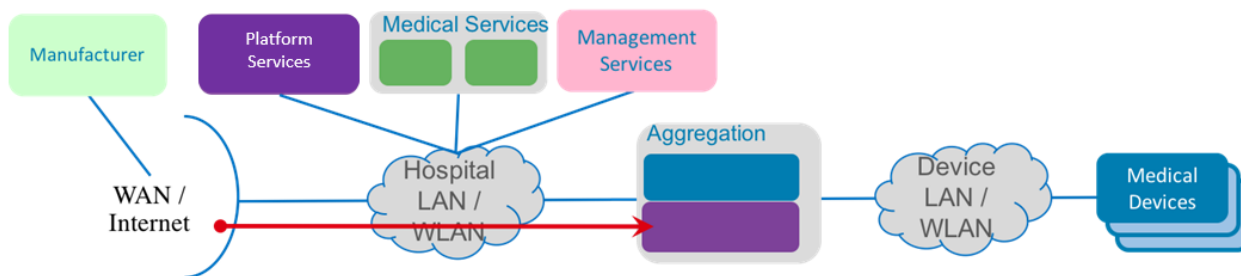 Manufacturer
Platform
Services
Medical Services
Management
Services
WAN /
Internet
Hospital
LAN /
WLAN
Aggregation
Device
LAN /
WLAN
Medical
Devices